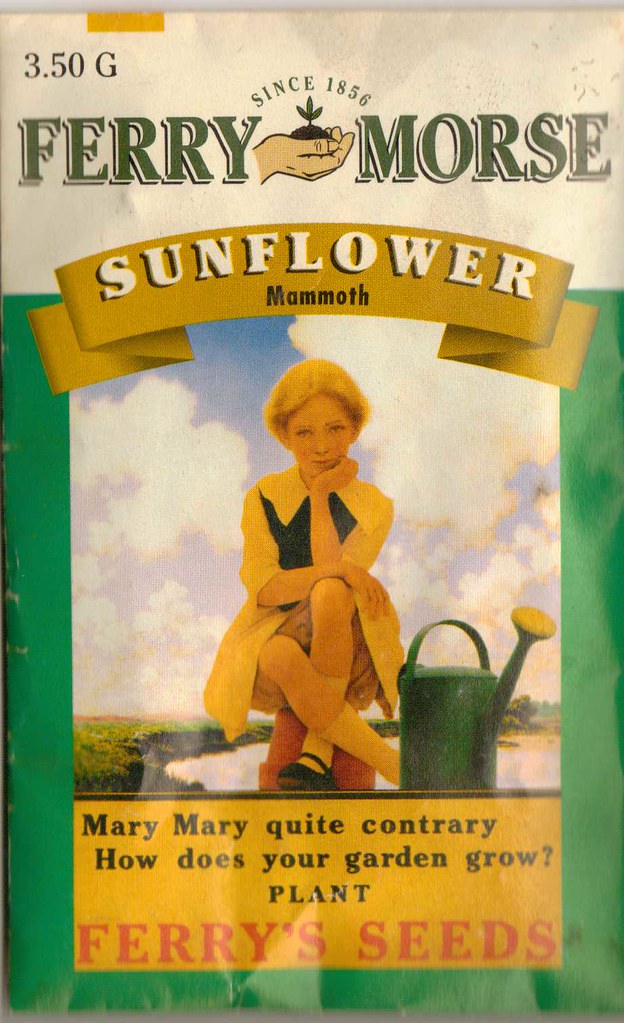 3.50 G
SINCE 1856
FERRY MORSE
SUNFLOWER
Mammoth
Mary Mary quite contrary
How does your garden grow?
PLANT
FERRY'S SEEDS